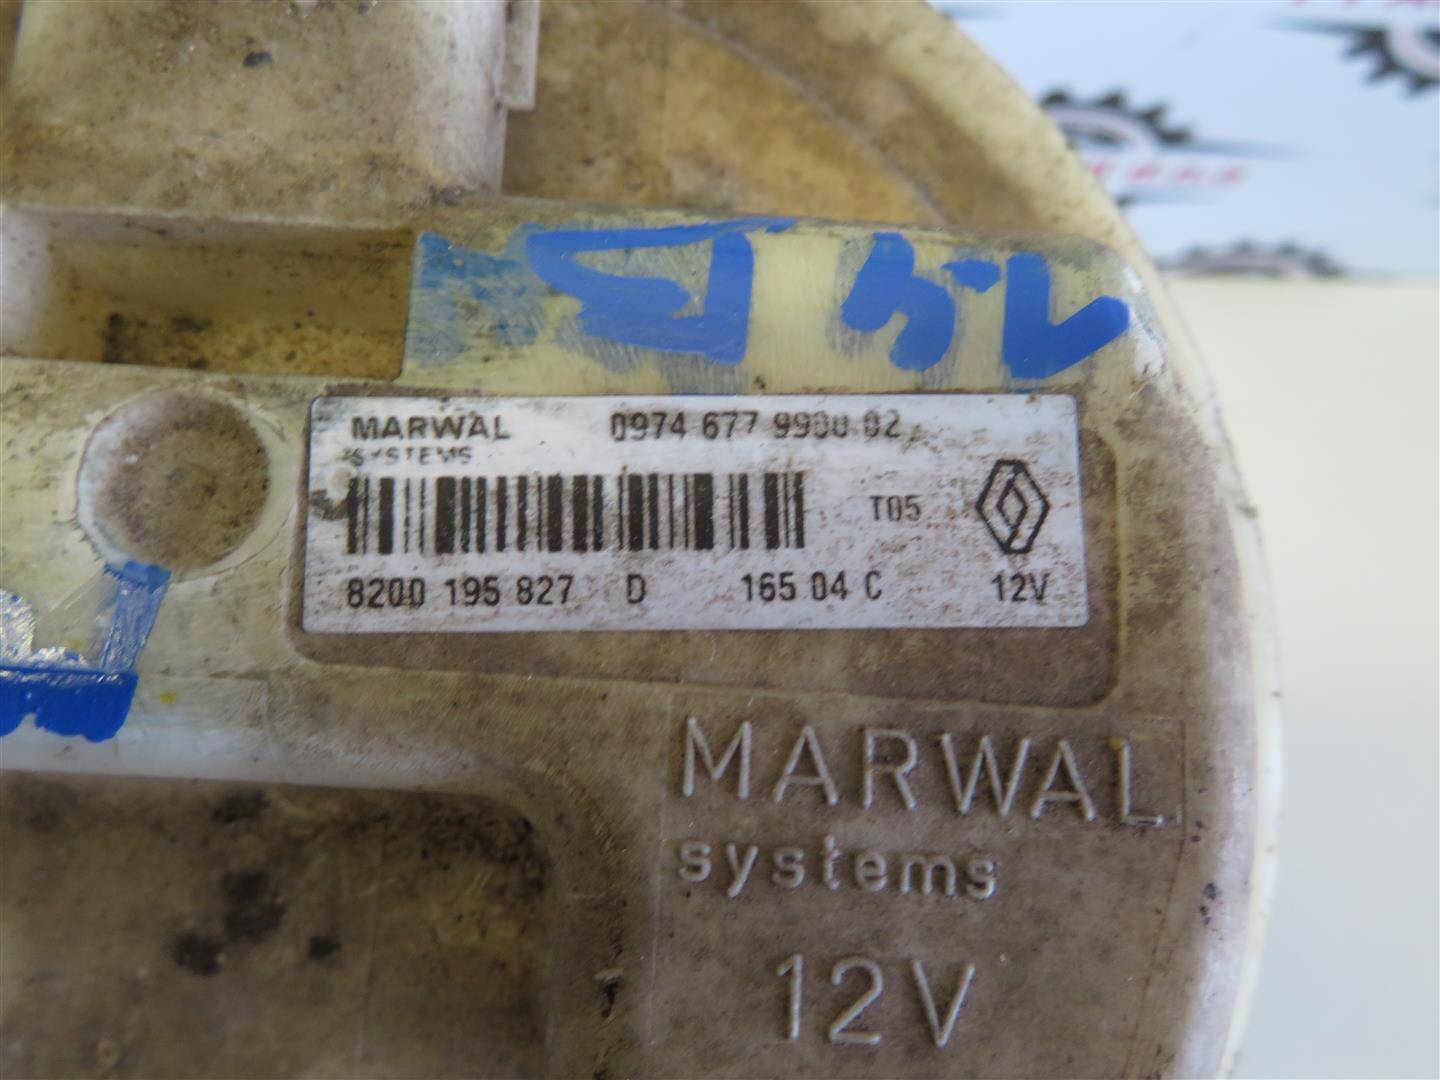 MARWAL 0974 677 9900 02
SYSTEMS
T05
8200 195 827 D 165 04 C 12V
MARWAL
systems
12V